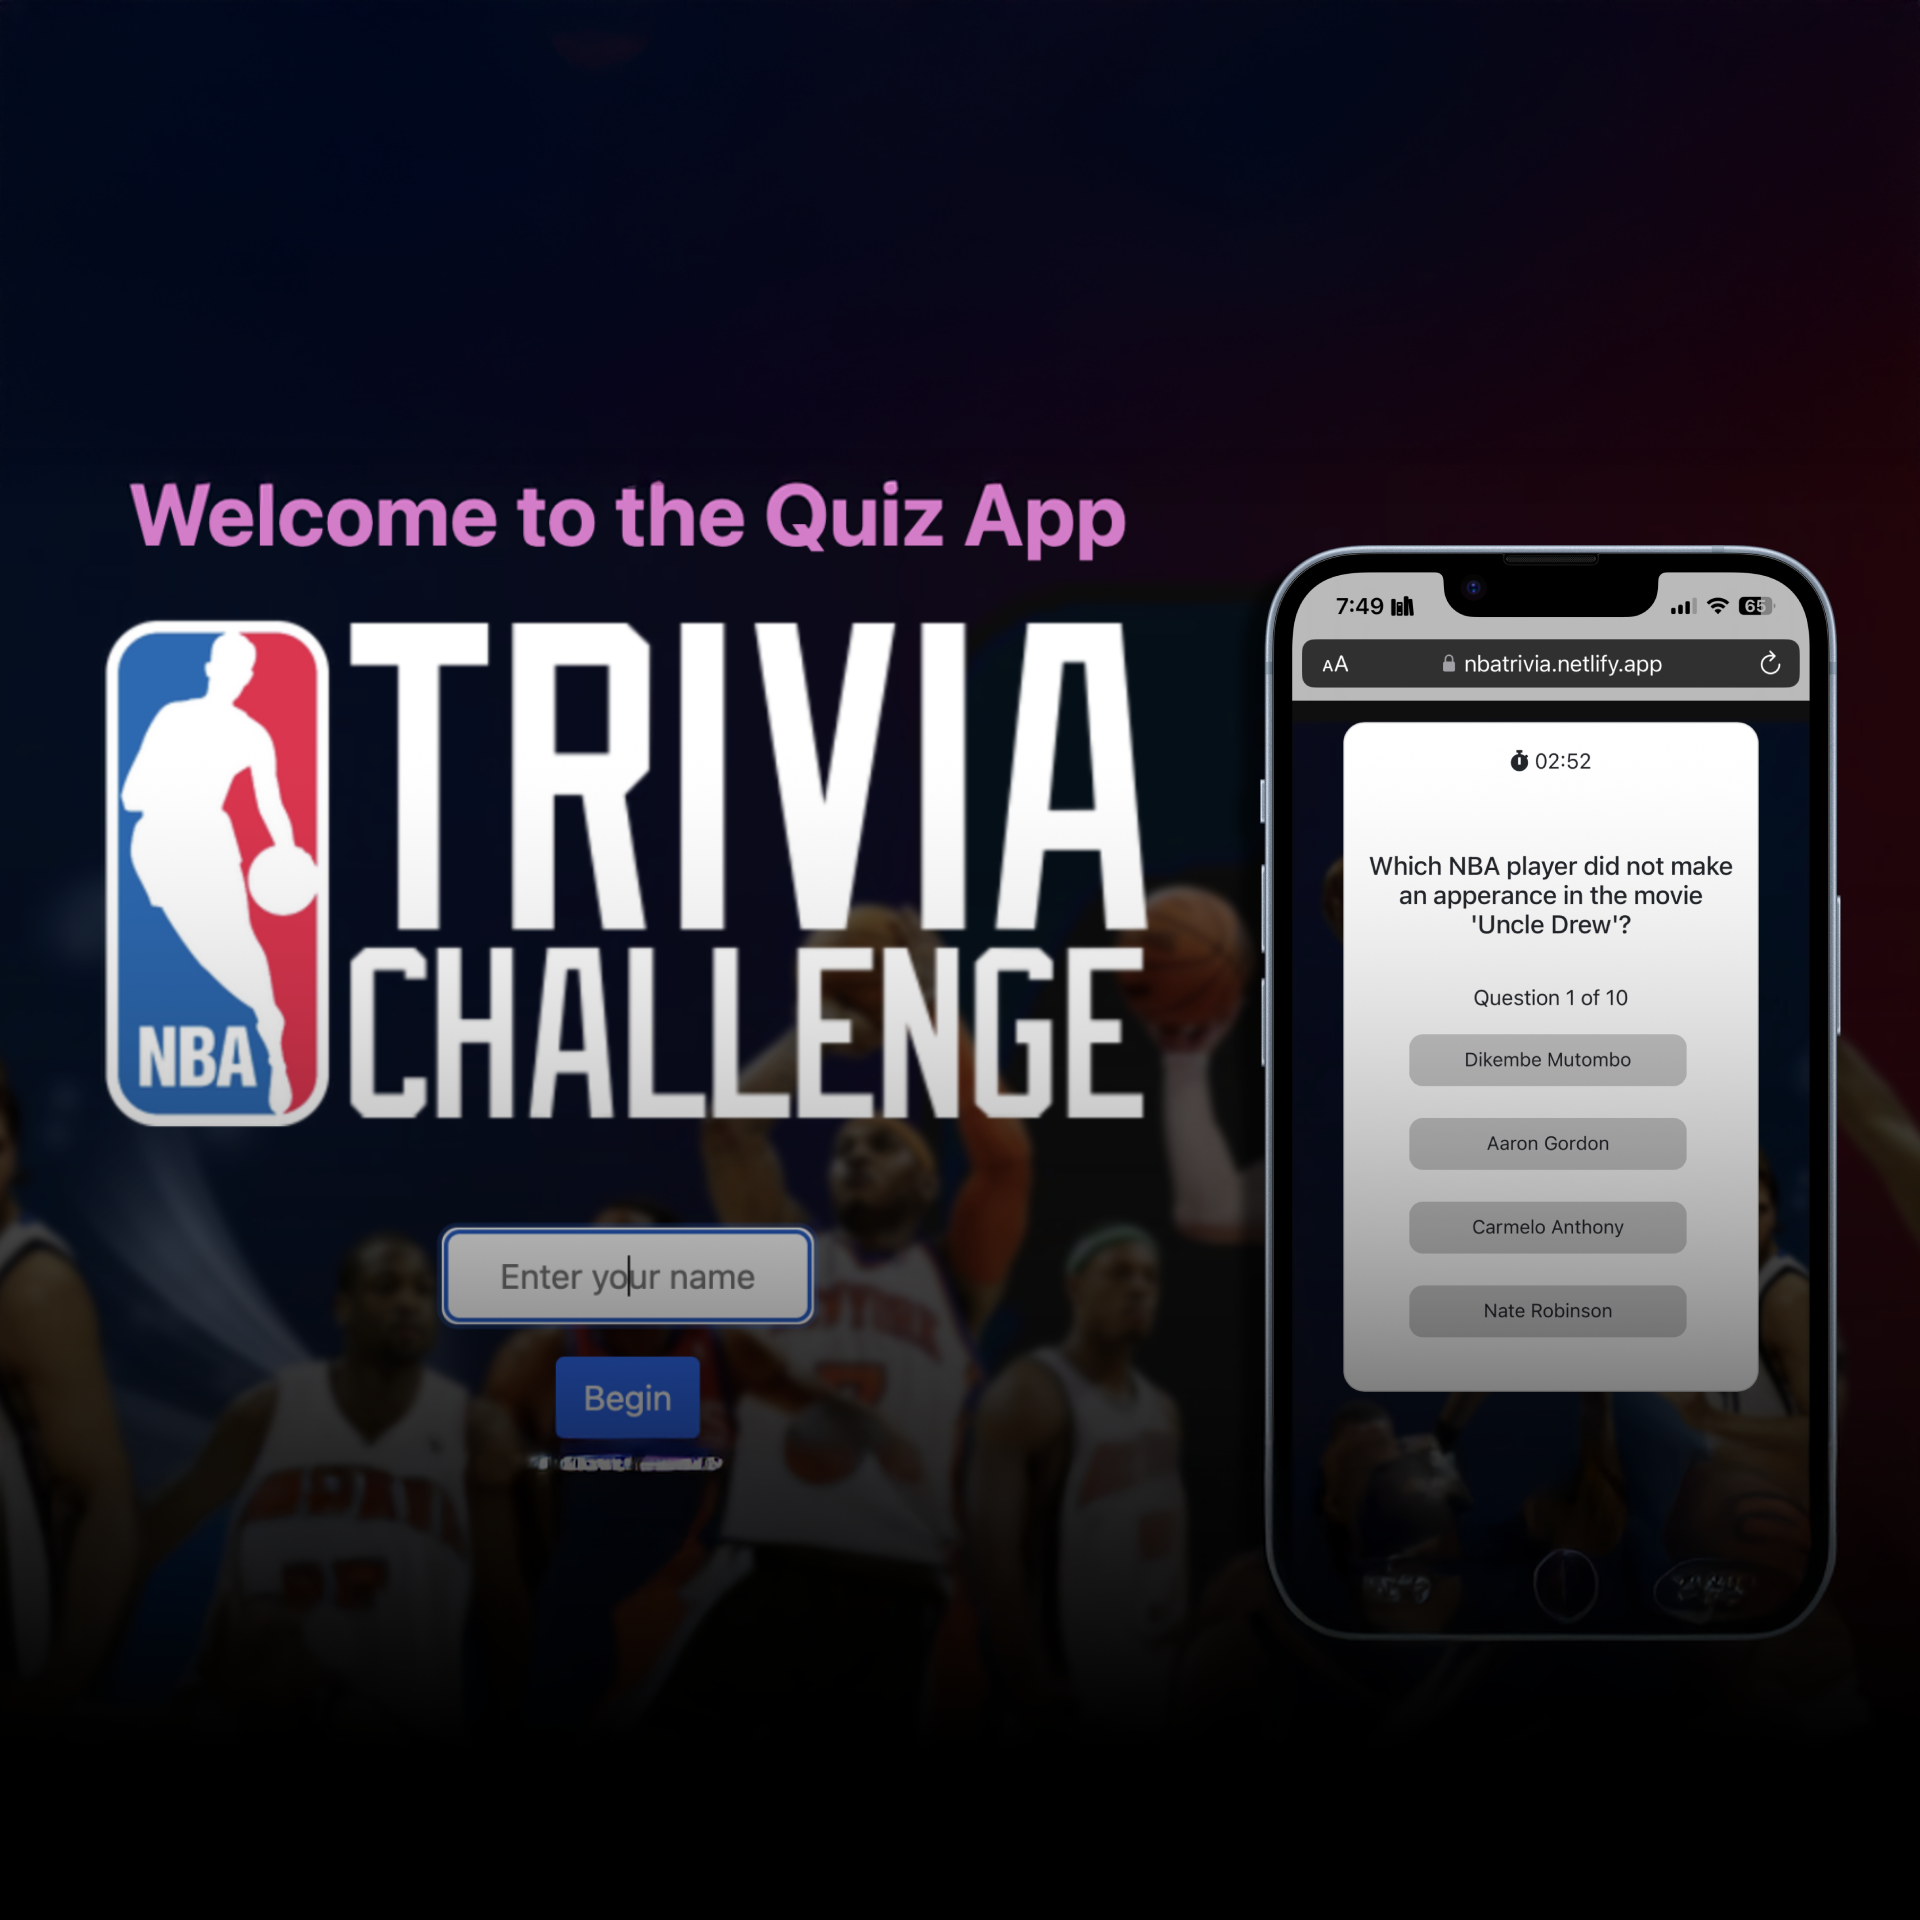 Welcome to the Quiz App
NBA
TRIVIA
CHALLENGE
Enter your name
Begin
7:49
65
AA
nbatrivia.netlify.app
02:52
Which NBA player did not make
an apperance in the movie
'Uncle Drew'?
Question 1 of 10
Dikembe Mutombo
Aaron Gordon
Carmelo Anthony
Nate Robinson